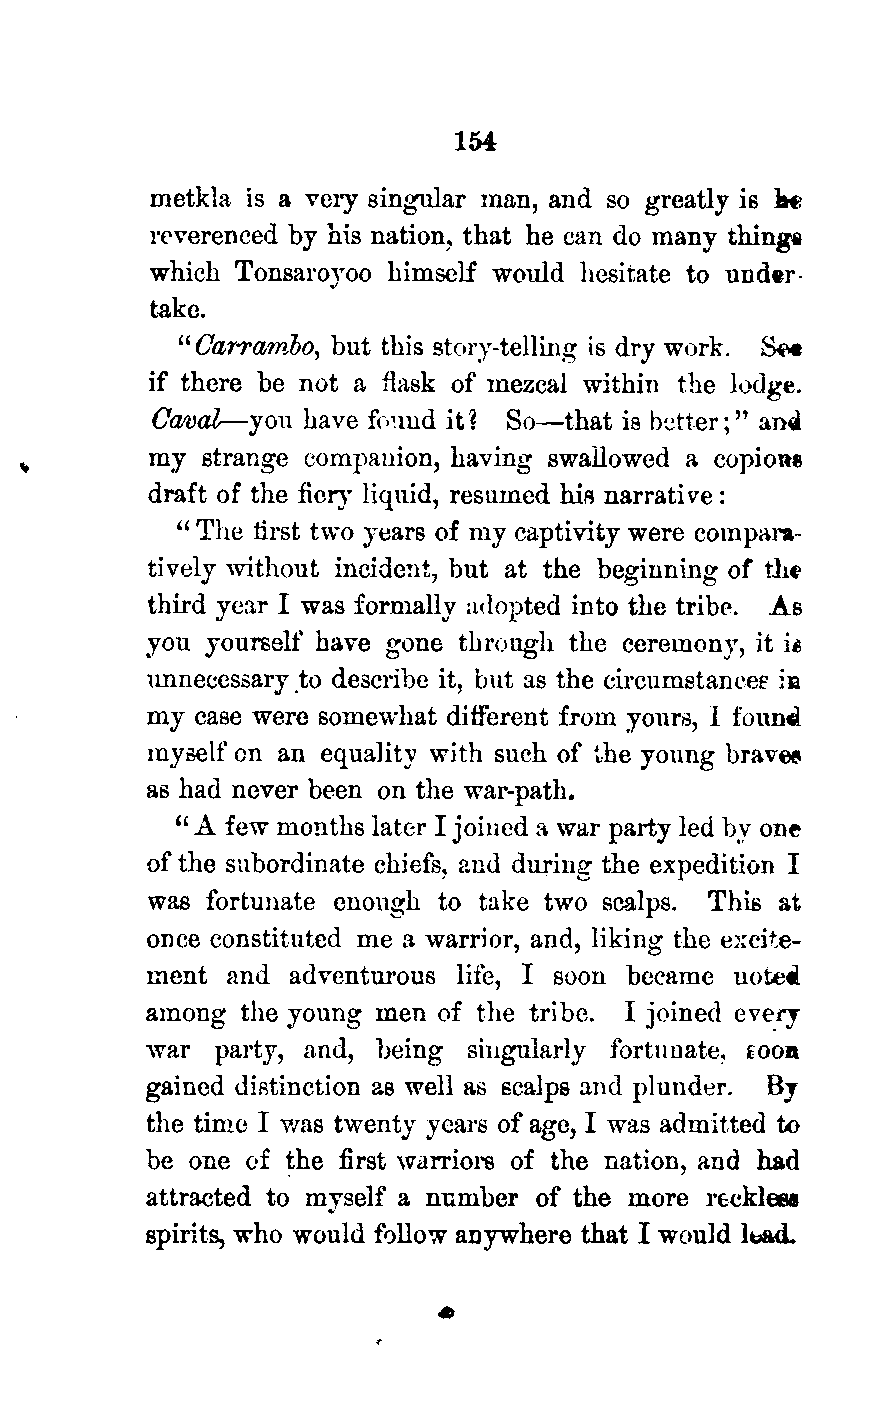 154
metkla is a very singular man, and so greatly is he
reverenced by his nation, that he can do many things
which Tonsaroyoo himself would hesitate to under-
take.
"Carrambo, but this story-telling is dry work. See
if there be not a flask of mezcal within the lodge.
Caval—you have found it? So—that is better;" and
my strange companion, having swallowed a copious
draft of the fiery liquid, resumed his narrative:
"The first two years of my captivity were compara-
tively without incident, but at the beginning of the
third year I was formally adopted into the tribe. As
you yourself have gone through the ceremony, it is
unnecessary to describe it, but as the circumstances in
my case were somewhat different from yours, I found
myself on an equality with such of the young braves
as had never been on the war-path.
"A few months later I joined a war party led by one
of the subordinate chiefs, and during the expedition I
was fortunate enough to take two scalps. This at
once constituted me a warrior, and, liking the excite-
ment and adventurous life, I soon became noted
among the young men of the tribe. I joined every
war party, and, being singularly fortunate, soon
gained distinction as well as scalps and plunder. By
the time I was twenty years of age, I was admitted to
be one of the first warriors of the nation, and had
attracted to myself a number of the more reckless
spirits, who would follow anywhere that I would lead.